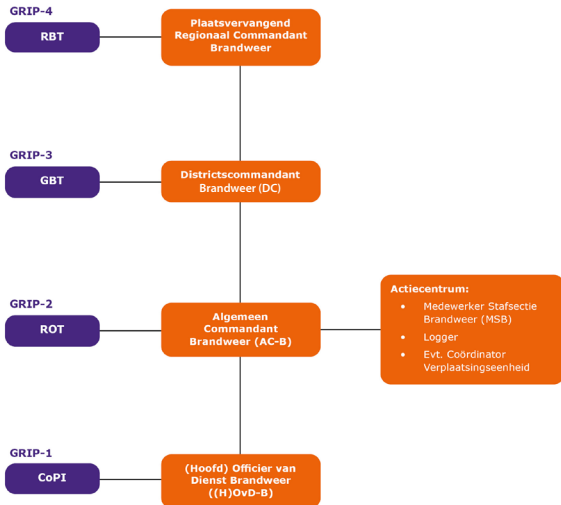 GRIP-4
RBT
Plaatsvervangend
Regionaal Commandant
Brandweer
GRIP-3
GBT
Districtscommandant
Brandweer (DC)
GRIP-2
ROT
Algemeen
Commandant
Brandweer (AC-B)
Actiecentrum:
• Medewerker Stafsectie
Brandweer (MSB)
• Logger
• Evt. Coördinator
Verplaatsingseenheid
GRIP-1
CoPI
(Hoofd) Officier van
Dienst Brandweer
((H)OvD-B)